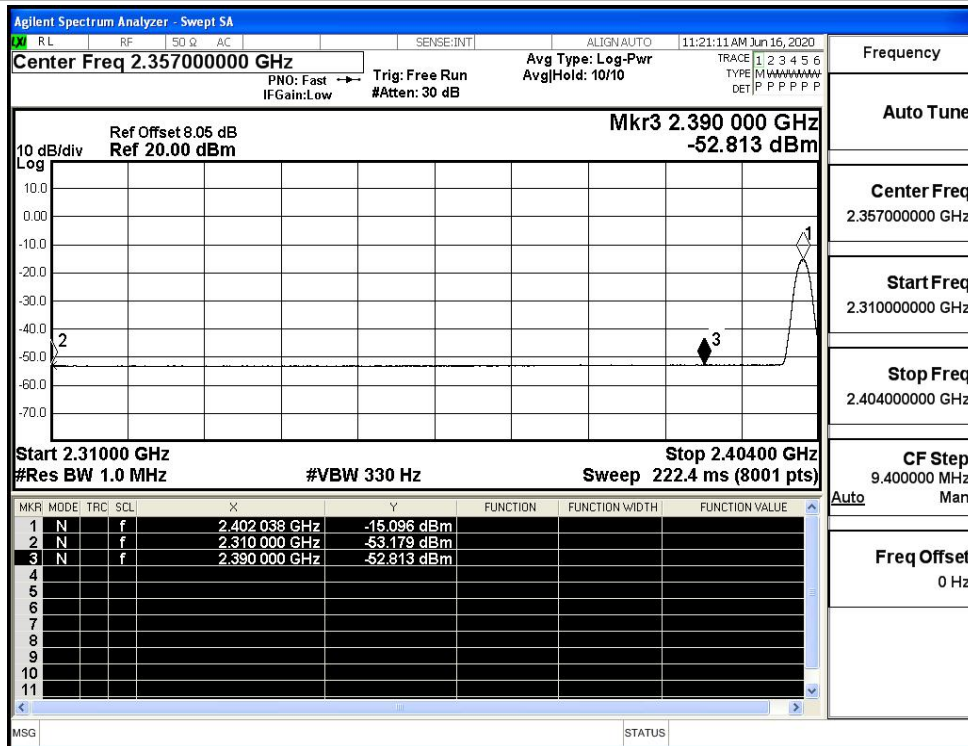 Agilent Spectrum Analyzer - Swept SA
LXI RL RF 50 Ω AC SENSE:INT ALIGN AUTO 11:21:11 AM Jun 16, 2020
Center Freq 2.357000000 GHz
PNO: Fast
IFGain:Low
Trig: Free Run
#Atten: 30 dB
Avg Type: Log-Pwr
Avg|Hold: 10/10
TRACE 1 2 3 4 5 6
TYPE M WWWWW
DET P P P P P P
Ref Offset 8.05 dB
10 dB/div Ref 20.00 dBm
Log
Mkr3 2.390 000 GHz
-52.813 dBm
10.0
0.00
-10.0
-20.0
-30.0
-40.0
-50.0
-60.0
-70.0
1
2
3
Start 2.31000 GHz Stop 2.40400 GHz
#Res BW 1.0 MHz #VBW 330 Hz Sweep 222.4 ms (8001 pts)
MKR MODE TRC SCL X Y FUNCTION FUNCTION WIDTH FUNCTION VALUE
1 N f 2.402 038 GHz -15.096 dBm
2 N f 2.310 000 GHz -53.179 dBm
3 N f 2.390 000 GHz -52.813 dBm
4
5
6
7
8
9
10
11
MSG STATUS
Frequency
Auto Tune
Center Freq
2.357000000 GHz
Start Freq
2.310000000 GHz
Stop Freq
2.404000000 GHz
CF Step
9.400000 MHz
Auto Man
Freq Offset
0 Hz